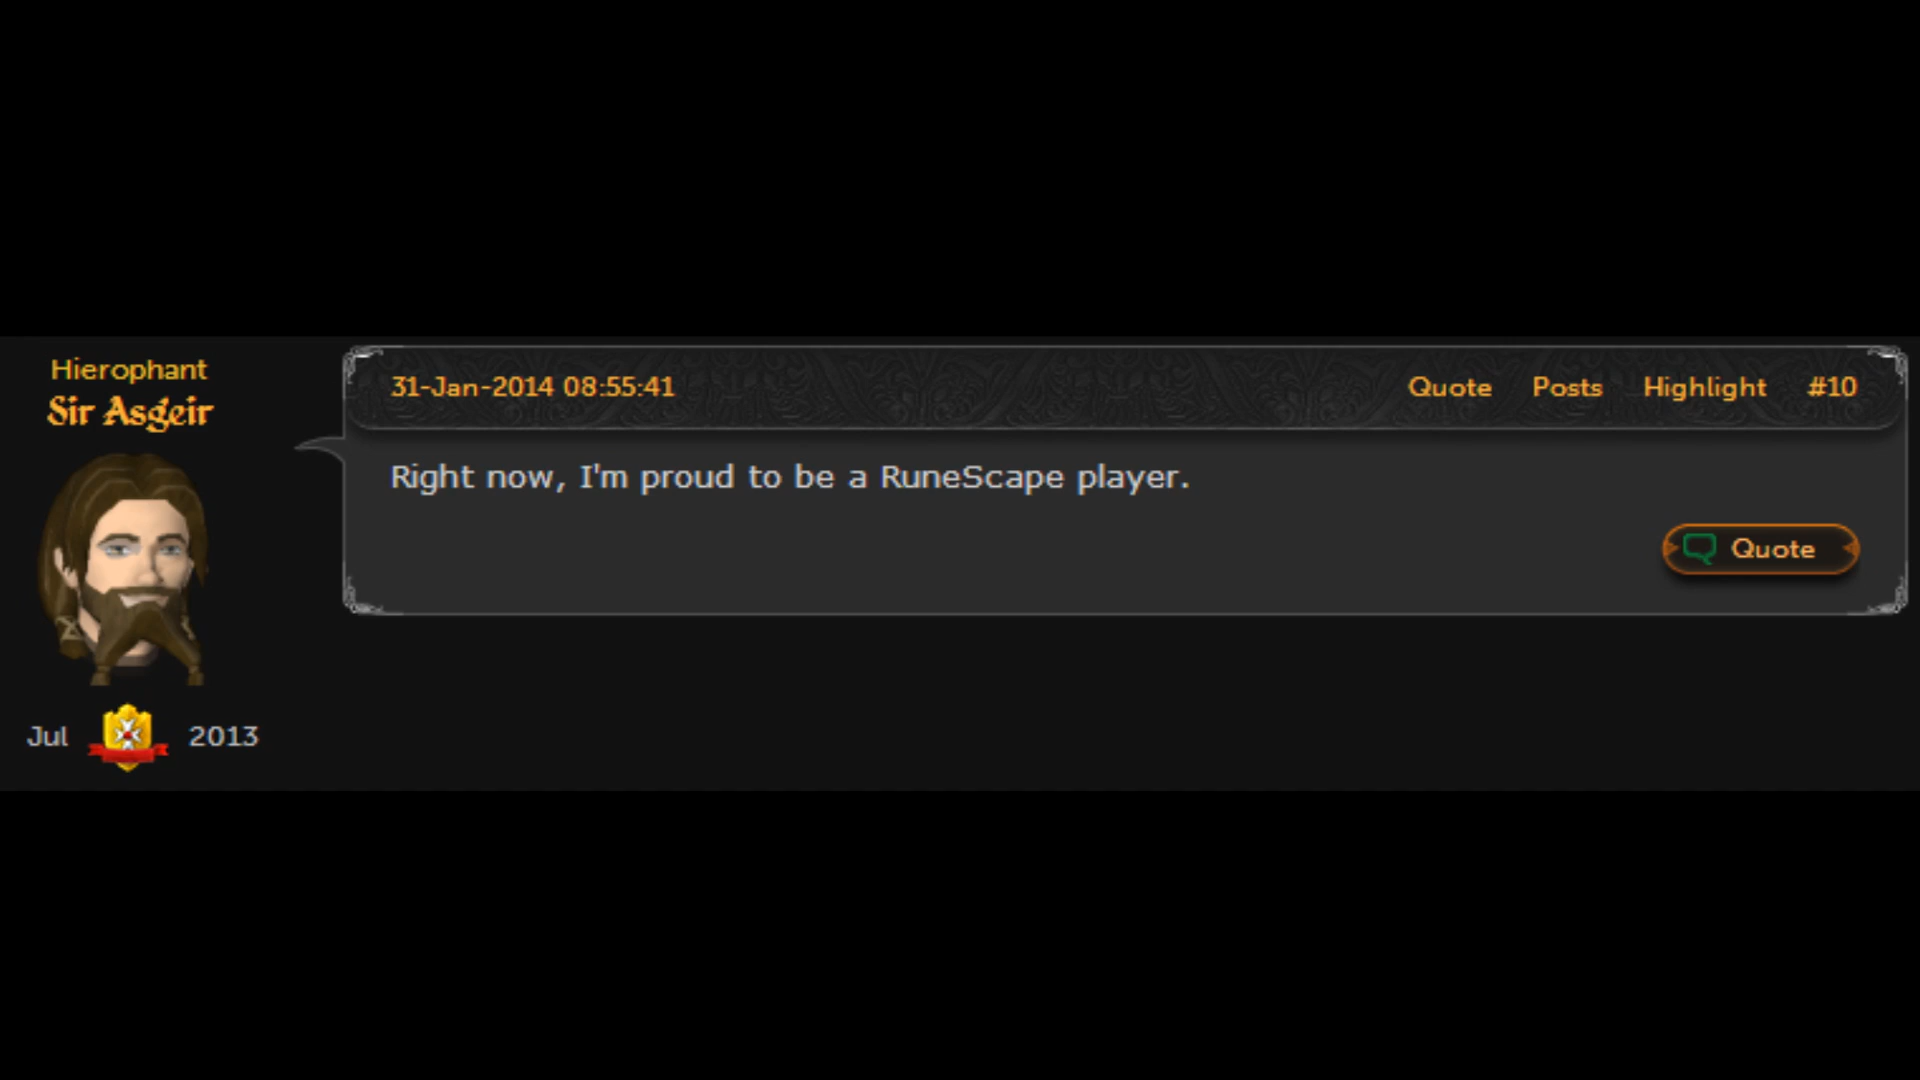 Hierophant
Sir Asgeir
Jul 2013
31-Jan-2014 08:55:41 Quote Posts Highlight #10
Right now, I'm proud to be a RuneScape player.
Quote